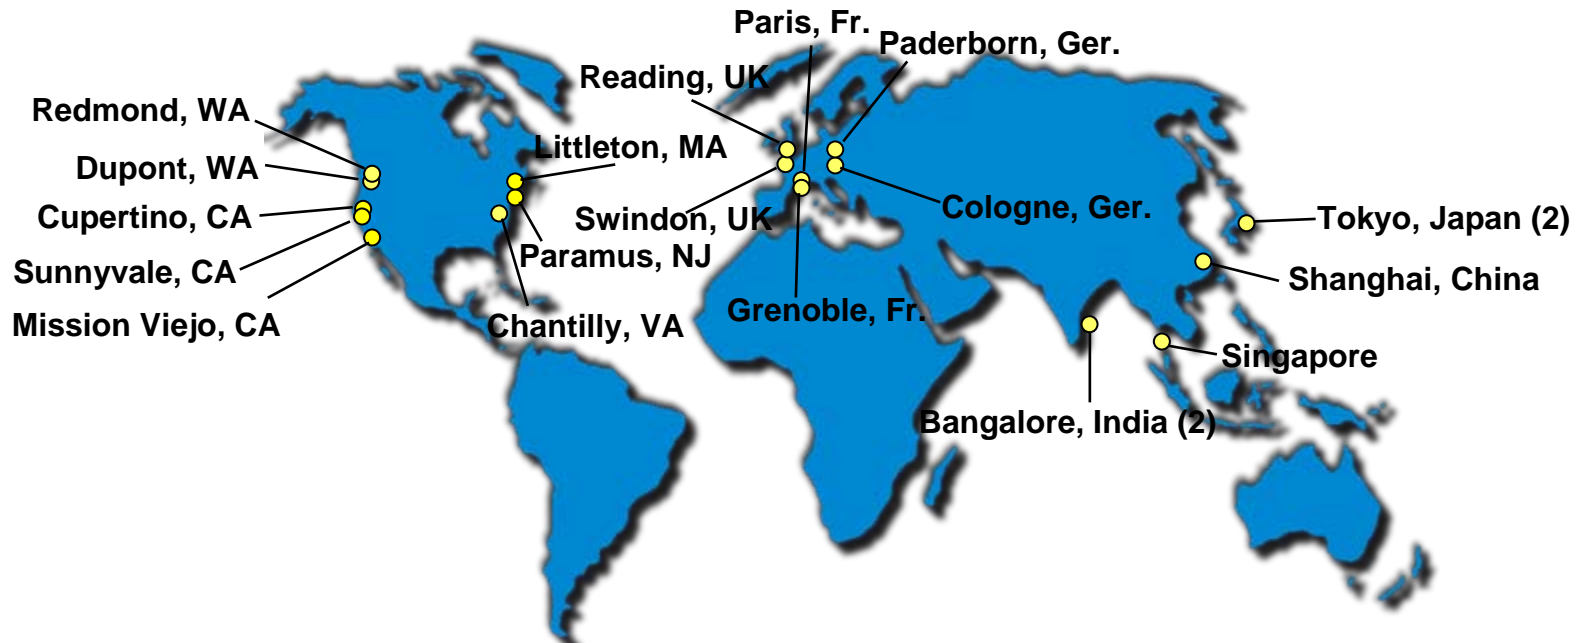 Paris, Fr.
Paderborn, Ger.
Reading, UK
Redmond, WA
Littleton, MA
Dupont, WA
Cupertino, CA
Swindon, UK
Cologne, Ger.
Tokyo, Japan (2)
Paramus, NJ
Sunnyvale, CA
Shanghai, China
Grenoble, Fr.
Mission Viejo, CA
Chantilly, VA
Singapore
Bangalore, India (2)